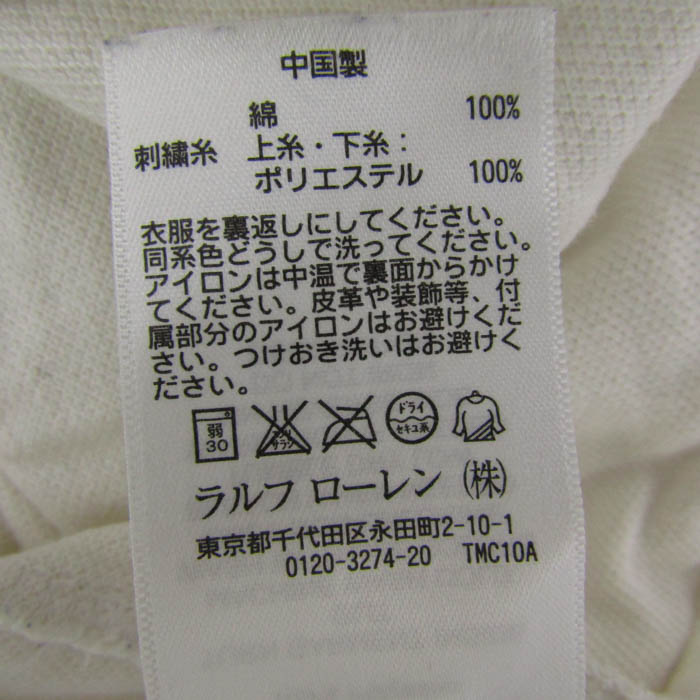 中国製
綿 100%
刺繍糸 上糸・下糸:
ポリエステル 100%
衣服を裏返しにしてください。
同系色どうしで洗ってください。
アイロンは中温で裏面からかけ
てください。皮革や装飾等、付
属部分のアイロンはお避けくだ
さい。つけおき洗いはお避けく
ださい。
弱
30
エンソ
サラシ
ドライ
セキユ系
ラルフ ローレン ㈱
東京都千代田区永田町2-10-1
0120-3274-20 TMC10A